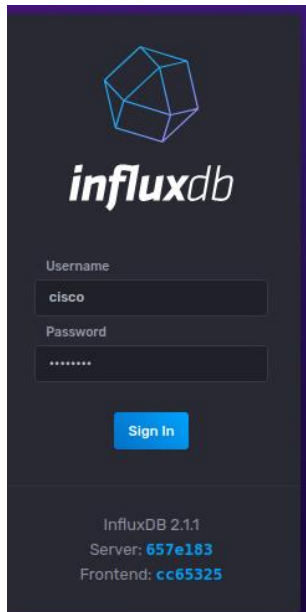 influxdb
Username
cisco
Password
••••••••
Sign In
InfluxDB 2.1.1
Server: 657e183
Frontend: cc65325